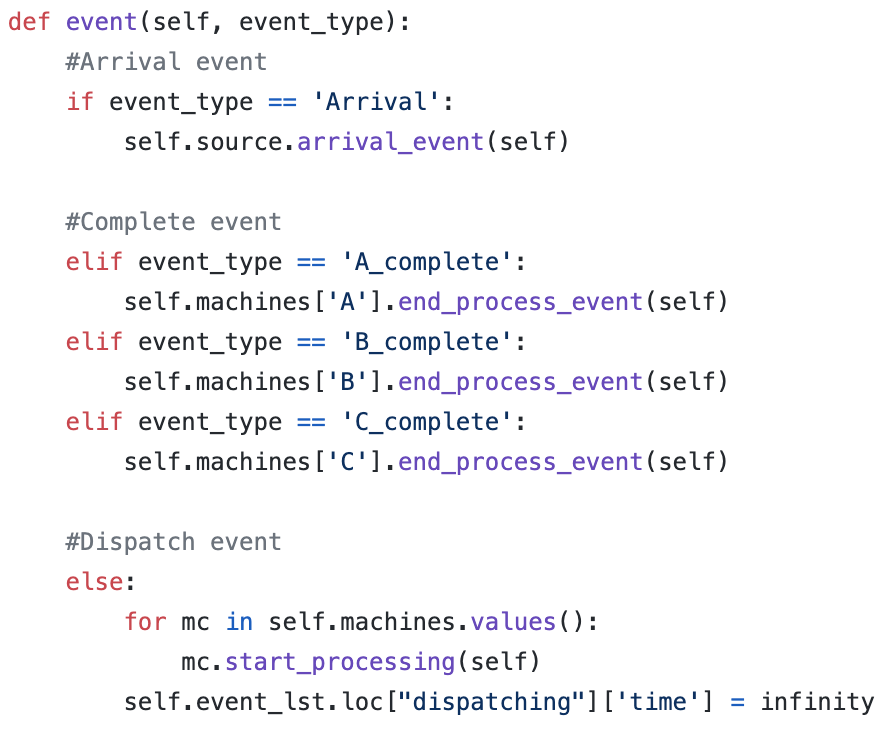 def event(self, event_type):
    #Arrival event
    if event_type == 'Arrival':
        self.source.arrival_event(self)

    #Complete event
    elif event_type == 'A_complete':
        self.machines['A'].end_process_event(self)
    elif event_type == 'B_complete':
        self.machines['B'].end_process_event(self)
    elif event_type == 'C_complete':
        self.machines['C'].end_process_event(self)

    #Dispatch event
    else:
        for mc in self.machines.values():
            mc.start_processing(self)
        self.event_lst.loc["dispatching"]['time'] = infinity